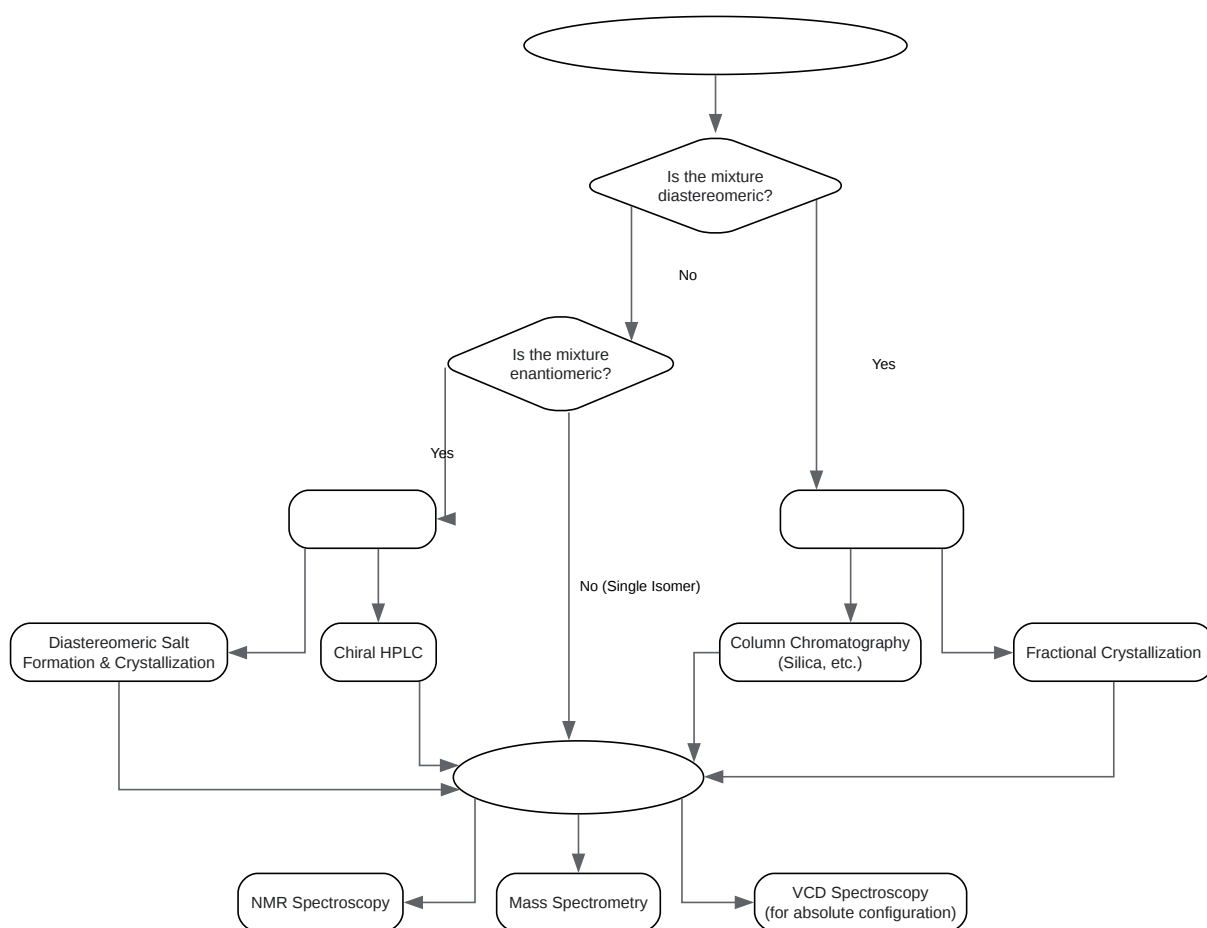 Is the mixture
diastereomeric?
No
Is the mixture
enantiomeric?
Yes
Yes
No (Single Isomer)
Diastereomeric Salt
Formation & Crystallization
Chiral HPLC
Column Chromatography
(Silica, etc.)
Fractional Crystallization
NMR Spectroscopy
Mass Spectrometry
VCD Spectroscopy
(for absolute configuration)